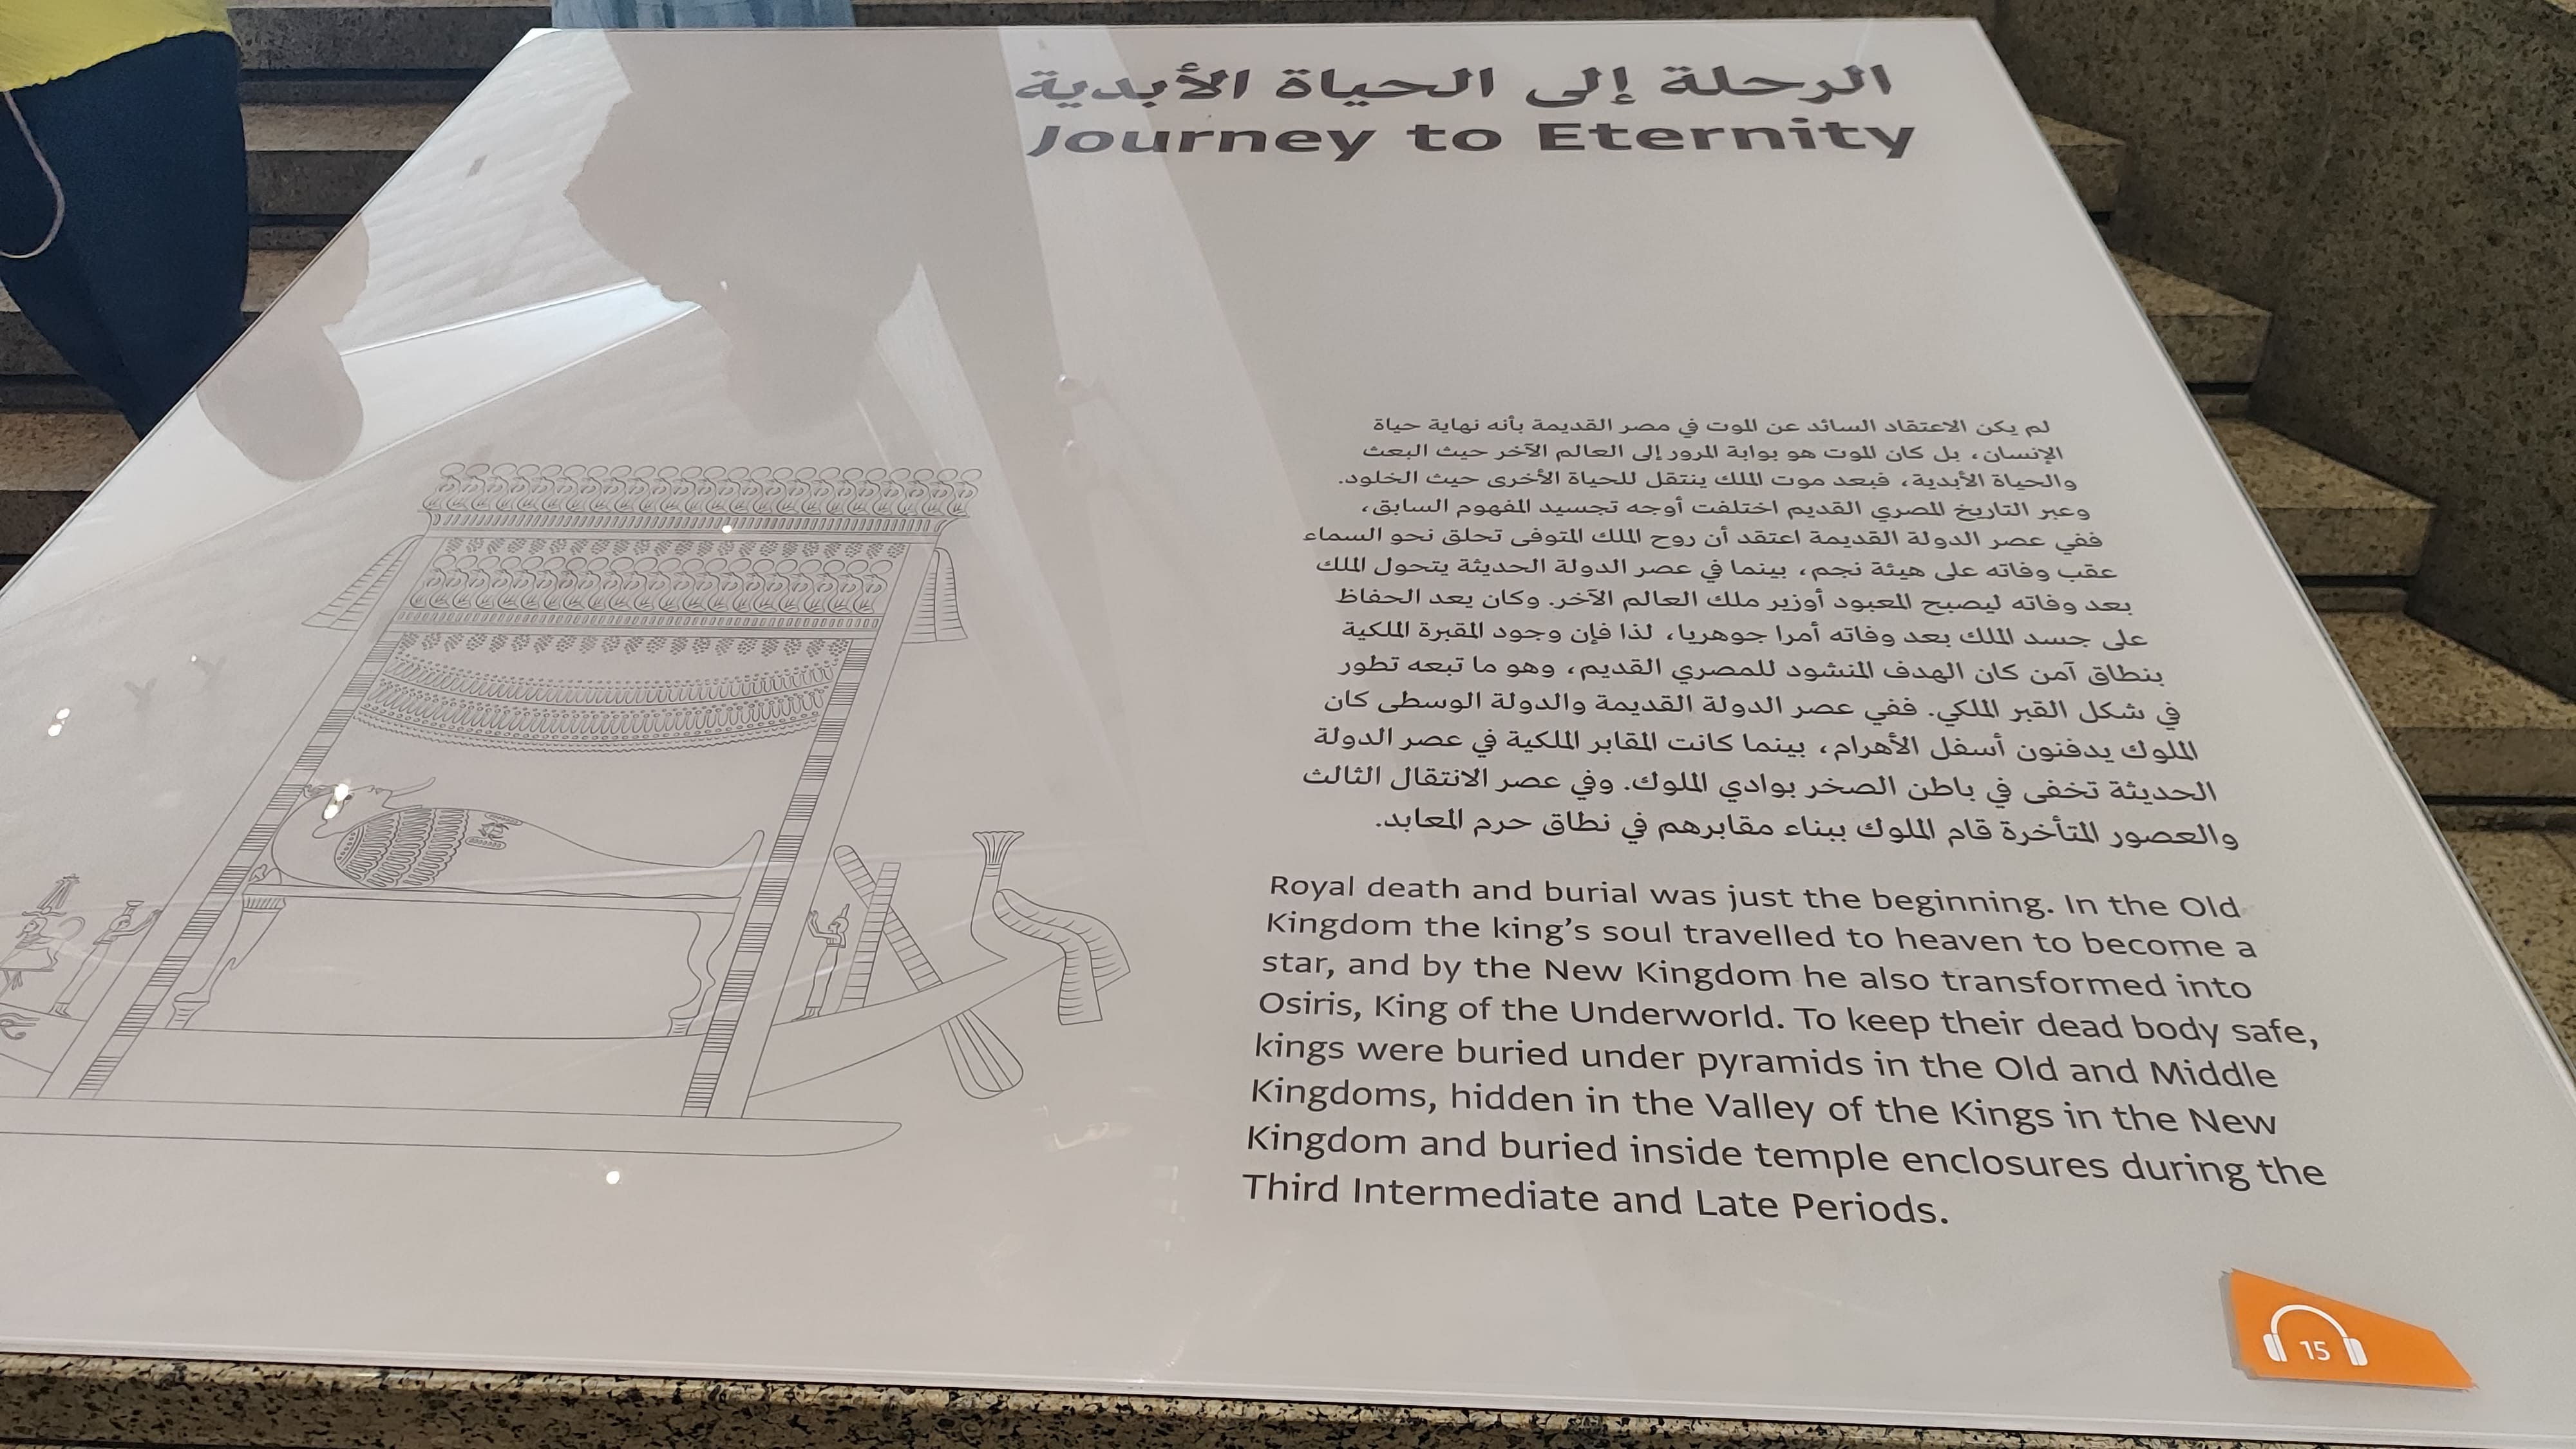 الرحلة إلى الحياة الأبدية
Journey to Eternity
لم يكن الاعتقاد السائد عن الموت في مصر القديمة بأنه نهاية حياة
الإنسان، بل كان الموت هو بوابة المرور إلى العالم الآخر حيث البعث
والحياة الأبدية، فبعد موت الملك ينتقل للحياة الأخرى حيث الخلود.
وعبر التاريخ المصري القديم اختلفت أوجه تجسيد المفهوم السابق،
ففي عصر الدولة القديمة اعتقد أن روح الملك المتوفى تحلق نحو السماء
عقب وفاته على هيئة نجم، بينما في عصر الدولة الحديثة يتحول الملك
بعد وفاته ليصبح المعبود أوزير ملك العالم الآخر. وكان يعد الحفاظ
على جسد الملك بعد وفاته أمرا جوهريا، لذا فإن وجود المقبرة الملكية
بنطاق آمن كان الهدف المنشود للمصري القديم، وهو ما تبعه تطور
في شكل القبر الملكي. ففي عصر الدولة القديمة والدولة الوسطى كان
الملوك يدفنون أسفل الأهرام، بينما كانت المقابر الملكية في عصر الدولة
الحديثة تخفى في باطن الصخر بوادي الملوك. وفي عصر الانتقال الثالث
والعصور المتأخرة قام الملوك ببناء مقابرهم في نطاق حرم المعابد.
Royal death and burial was just the beginning. In the Old
Kingdom the king's soul travelled to heaven to become a
star, and by the New Kingdom he also transformed into
Osiris, King of the Underworld. To keep their dead body safe,
kings were buried under pyramids in the Old and Middle
Kingdoms, hidden in the Valley of the Kings in the New
Kingdom and buried inside temple enclosures during the
Third Intermediate and Late Periods.
15